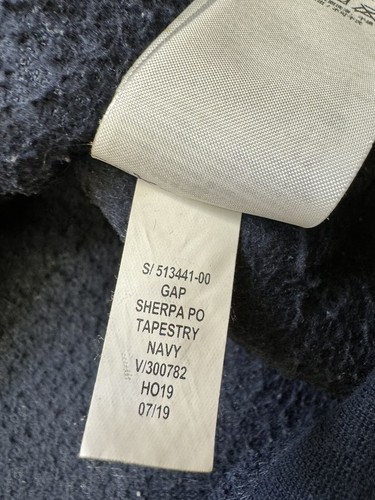 S/ 513441-00
GAP
SHERPA PO
TAPESTRY
NAVY
V/300782
HO19
07/19